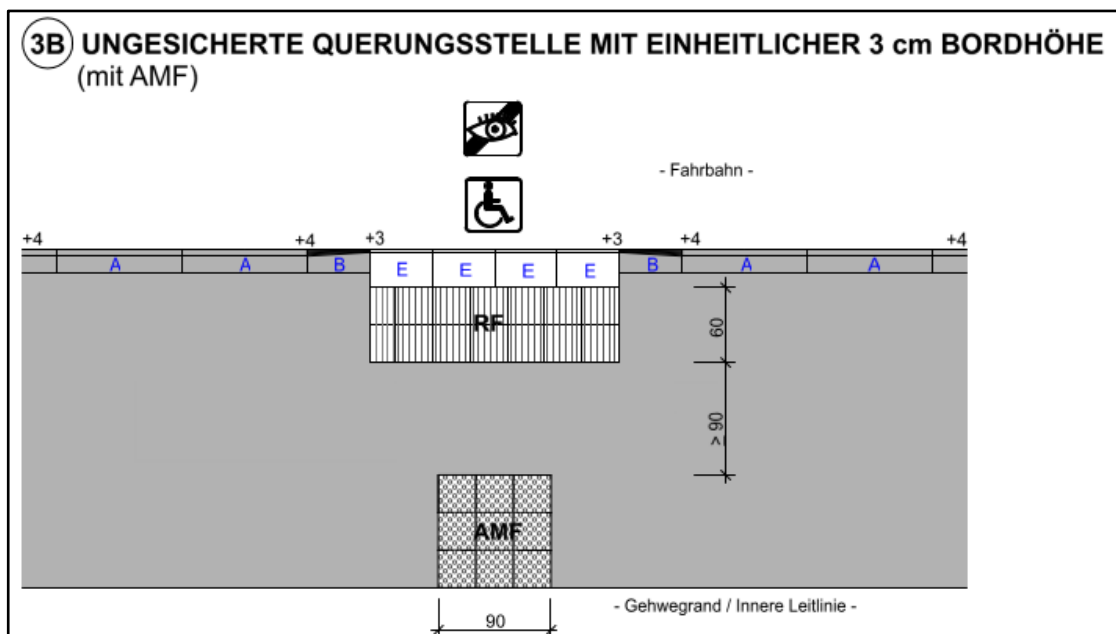 3B UNGESICHERTE QUERUNGSSTELLE MIT EINHEITLICHER 3 cm BORDHÖHE
(mit AMF)
- Fahrbahn -
+4 +4 +3 +3 +4 +4
A A B E E E E B A A
RF
60
≥90
AMF
- Gehwegrand / Innere Leitlinie -
90